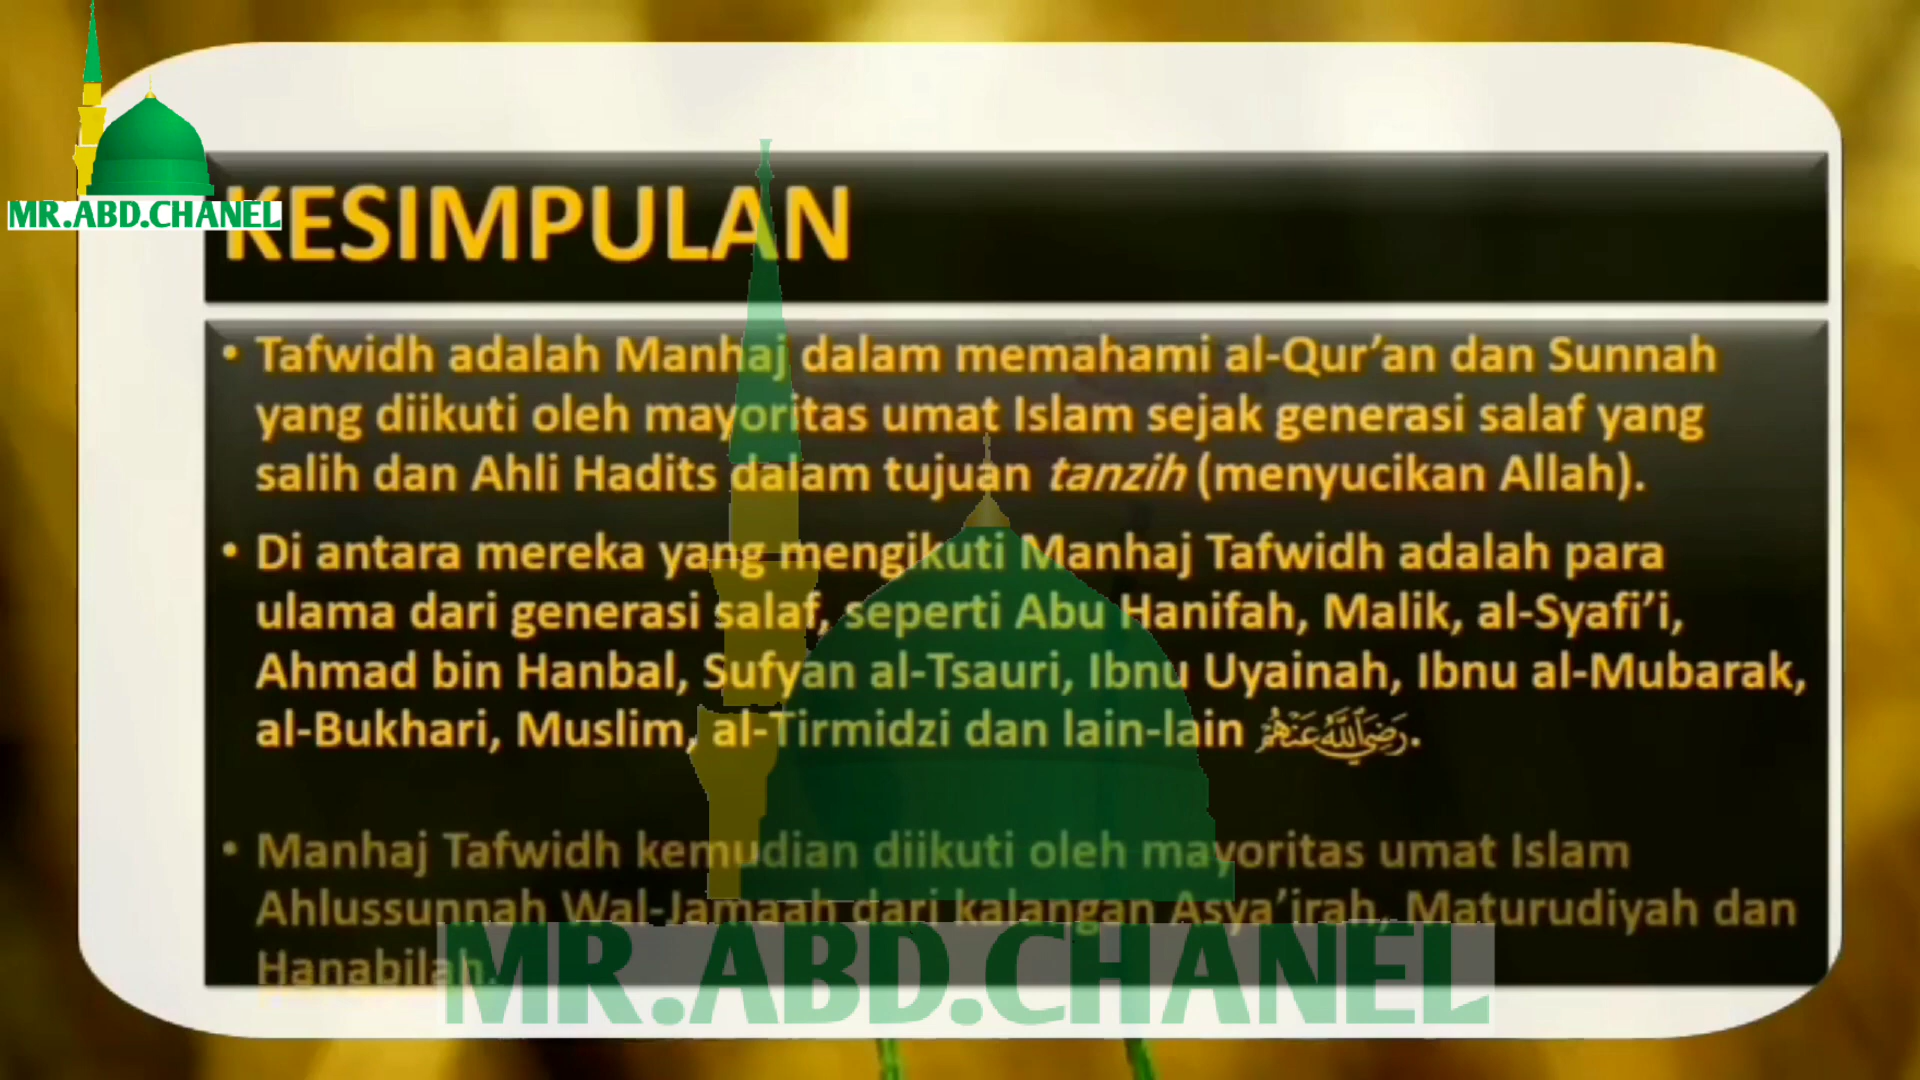 MR.ABD.CHANEL
KESIMPULAN
• Tafwidh adalah Manhaj dalam memahami al-Qur’an dan Sunnah
yang diikuti oleh mayoritas umat Islam sejak generasi salaf yang
salih dan Ahli Hadits dalam tujuan tanzih (menyucikan Allah).
• Di antara mereka yang mengikuti Manhaj Tafwidh adalah para
ulama dari generasi salaf, seperti Abu Hanifah, Malik, al-Syafi’i,
Ahmad bin Hanbal, Sufyan al-Tsauri, Ibnu Uyainah, Ibnu al-Mubarak,
al-Bukhari, Muslim, al-Tirmidzi dan lain-lain رَضِيَ اللَّهُ عَنْهُمْ.
• Manhaj Tafwidh kemudian diikuti oleh mayoritas umat Islam
Ahlussunnah Wal-Jamaah dari kalangan Asya’irah, Maturudiyah dan
Hanabilah.
MR.ABD.CHANEL